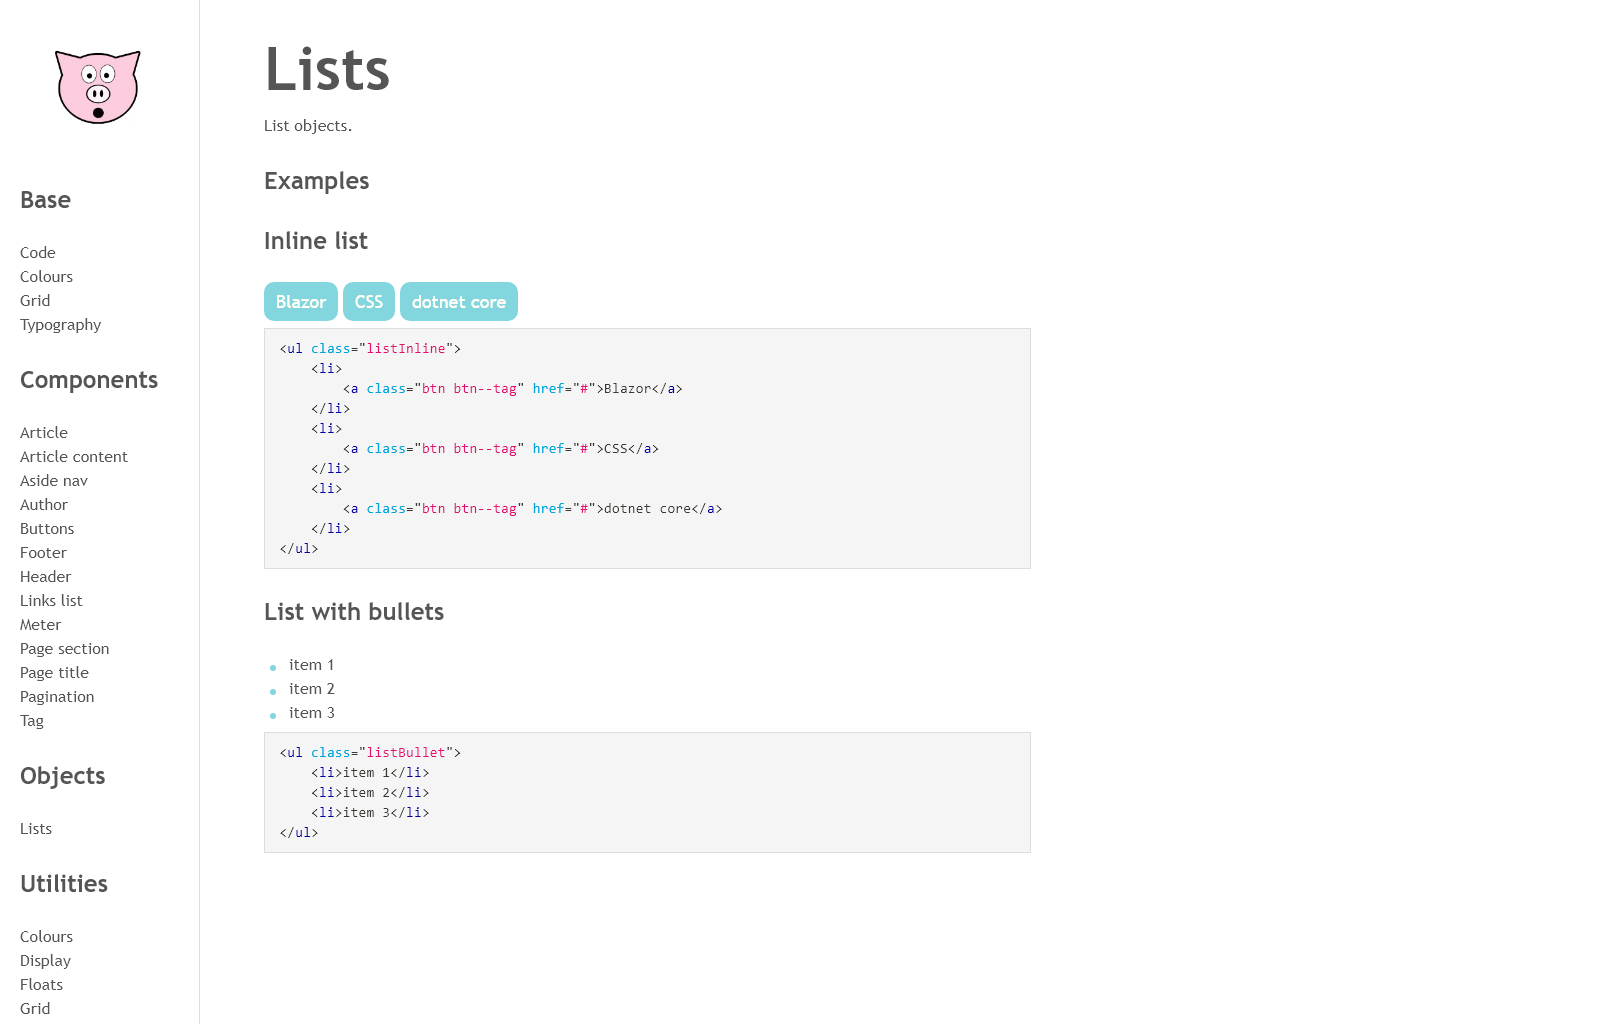 Base
Code
Colours
Grid
Typography
Components
Article
Article content
Aside nav
Author
Buttons
Footer
Header
Links list
Meter
Page section
Page title
Pagination
Tag
Objects
Lists
Utilities
Colours
Display
Floats
Grid
Lists
List objects.
Examples
Inline list
Blazor CSS dotnet core
<ul class="listInline">
    <li>
        <a class="btn btn--tag" href="#">Blazor</a>
    </li>
    <li>
        <a class="btn btn--tag" href="#">CSS</a>
    </li>
    <li>
        <a class="btn btn--tag" href="#">dotnet core</a>
    </li>
</ul>
List with bullets
item 1
item 2
item 3
<ul class="listBullet">
    <li>item 1</li>
    <li>item 2</li>
    <li>item 3</li>
</ul>